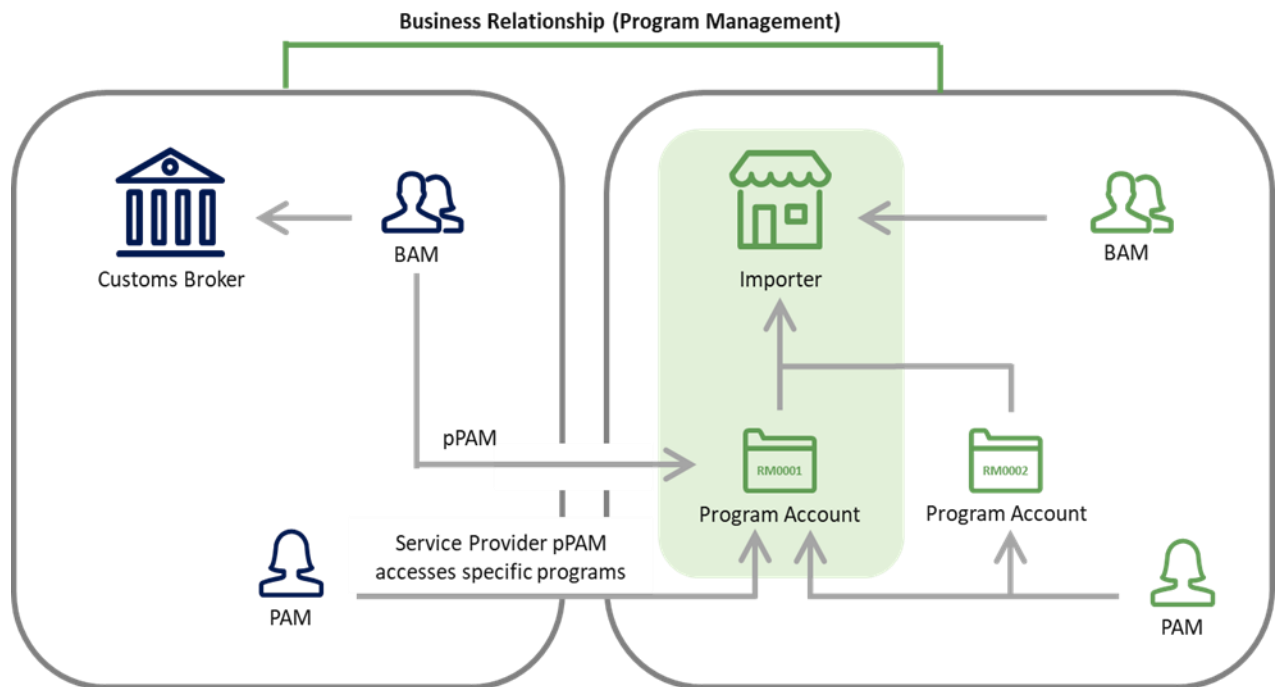 Business Relationship (Program Management)
Customs Broker
BAM
Importer
BAM
pPAM
RM0001
Program Account
RM0002
Program Account
Service Provider pPAM
accesses specific programs
PAM
PAM